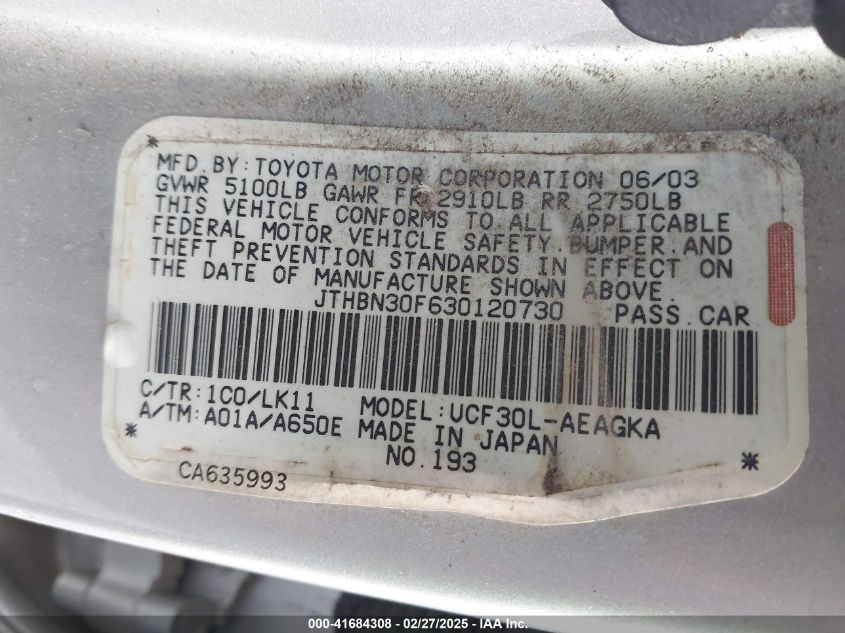 MFD.BY:TOYOTA MOTOR CORPORATION 06/03
GVWR 5100LB GAWR FR 2910LB RR 2750LB
THIS VEHICLE CONFORMS TO ALL APPLICABLE
FEDERAL MOTOR VEHICLE SAFETY.BUMPER.AND
THEFT PREVENTION STANDARDS IN EFFECT ON
THE DATE OF MANUFACTURE SHOWN ABOVE.
JTHBN30F630120730 PASS.CAR
C/TR:1C0/LK11 MODEL:UCF30L-AEAGKA
A/TM:A01A/A650E MADE IN JAPAN
NO.193
CA635993
000-41684308 - 02/27/2025 - IAA Inc.